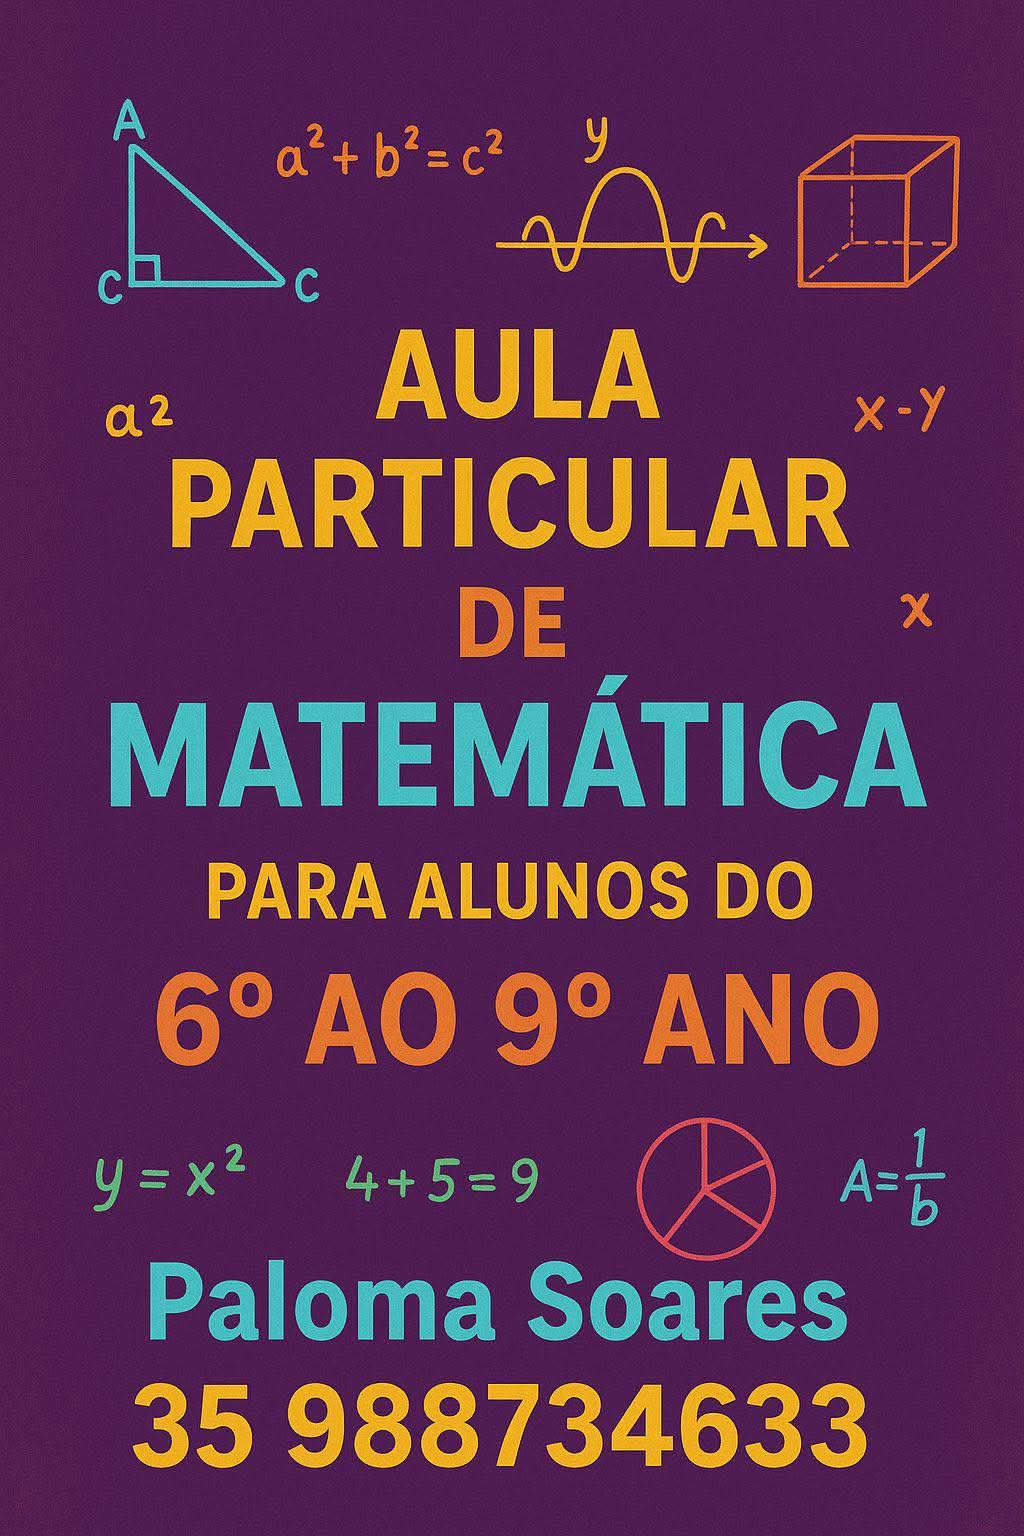 A
a² + b² = c²
y
C
C
AULA
a 2
x - y
PARTICULAR
DE
x
MATEMÁTICA
PARA ALUNOS DO
6º AO 9º ANO
y = x²
4 + 5 = 9
A = 1/b
Paloma Soares
35 988734633